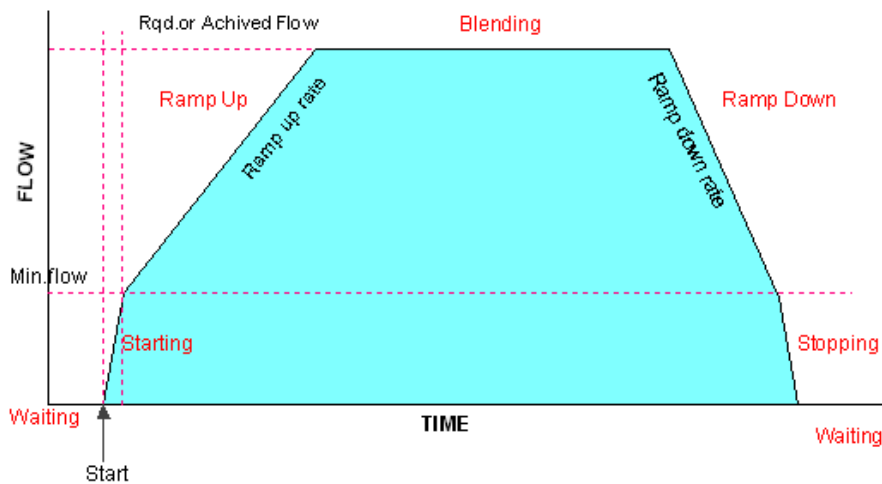 Rqd.or Achived Flow
Blending
Ramp Up
Ramp up rate
Ramp down rate
Ramp Down
FLOW
Min.flow
Starting
Stopping
Waiting
TIME
Waiting
Start